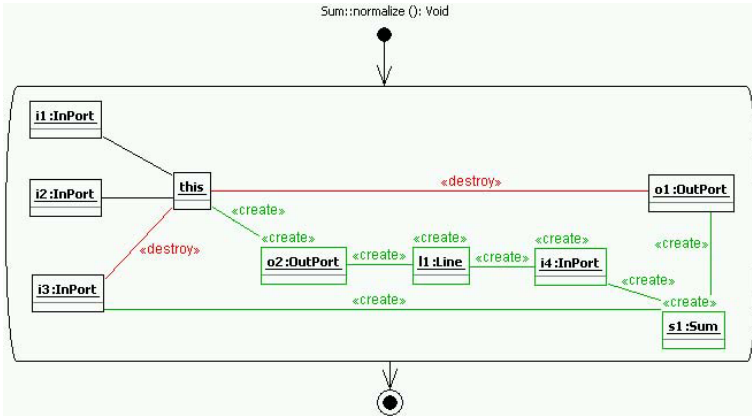 Sum::normalize (): Void
i1:InPort
i2:InPort
this
«destroy»
o1:OutPort
«create»
«destroy»
«create»
«create»
«create»
«create»
«create»
«create»
o2:OutPort
l1:Line
i4:InPort
«create»
i3:InPort
«create»
«create»
s1:Sum